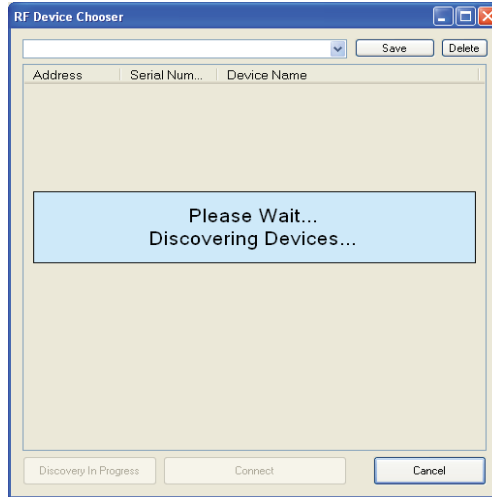 RF Device Chooser
Save Delete
Address Serial Num... Device Name
Please Wait...
Discovering Devices...
Discovery In Progress Connect Cancel